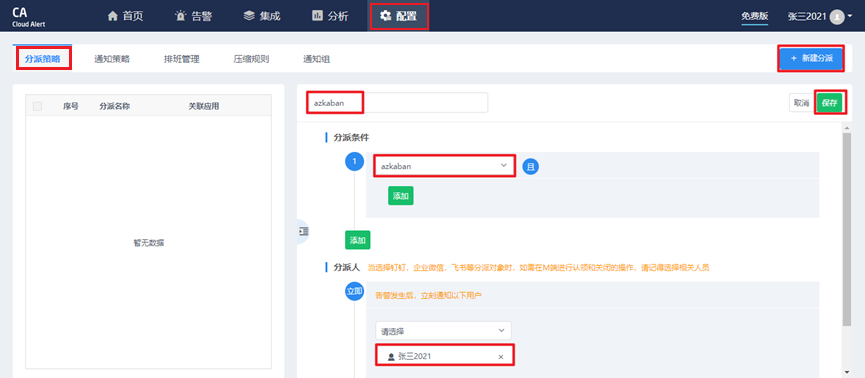 CA
Cloud Alert
首页
告警
集成
分析
配置
免费版
张三2021
分派策略
通知策略
排班管理
压缩规则
通知组
+ 新建分派
序号 分派名称 关联应用
暂无数据
azkaban
取消
保存
分派条件
1
azkaban
且
添加
添加
分派人 当选择钉钉、企业微信、飞书等分派对象时,如需在M端进行认领和关闭的操作,请记得选择相关人员
立即
告警发生后,立刻通知以下用户
请选择
张三2021 ×